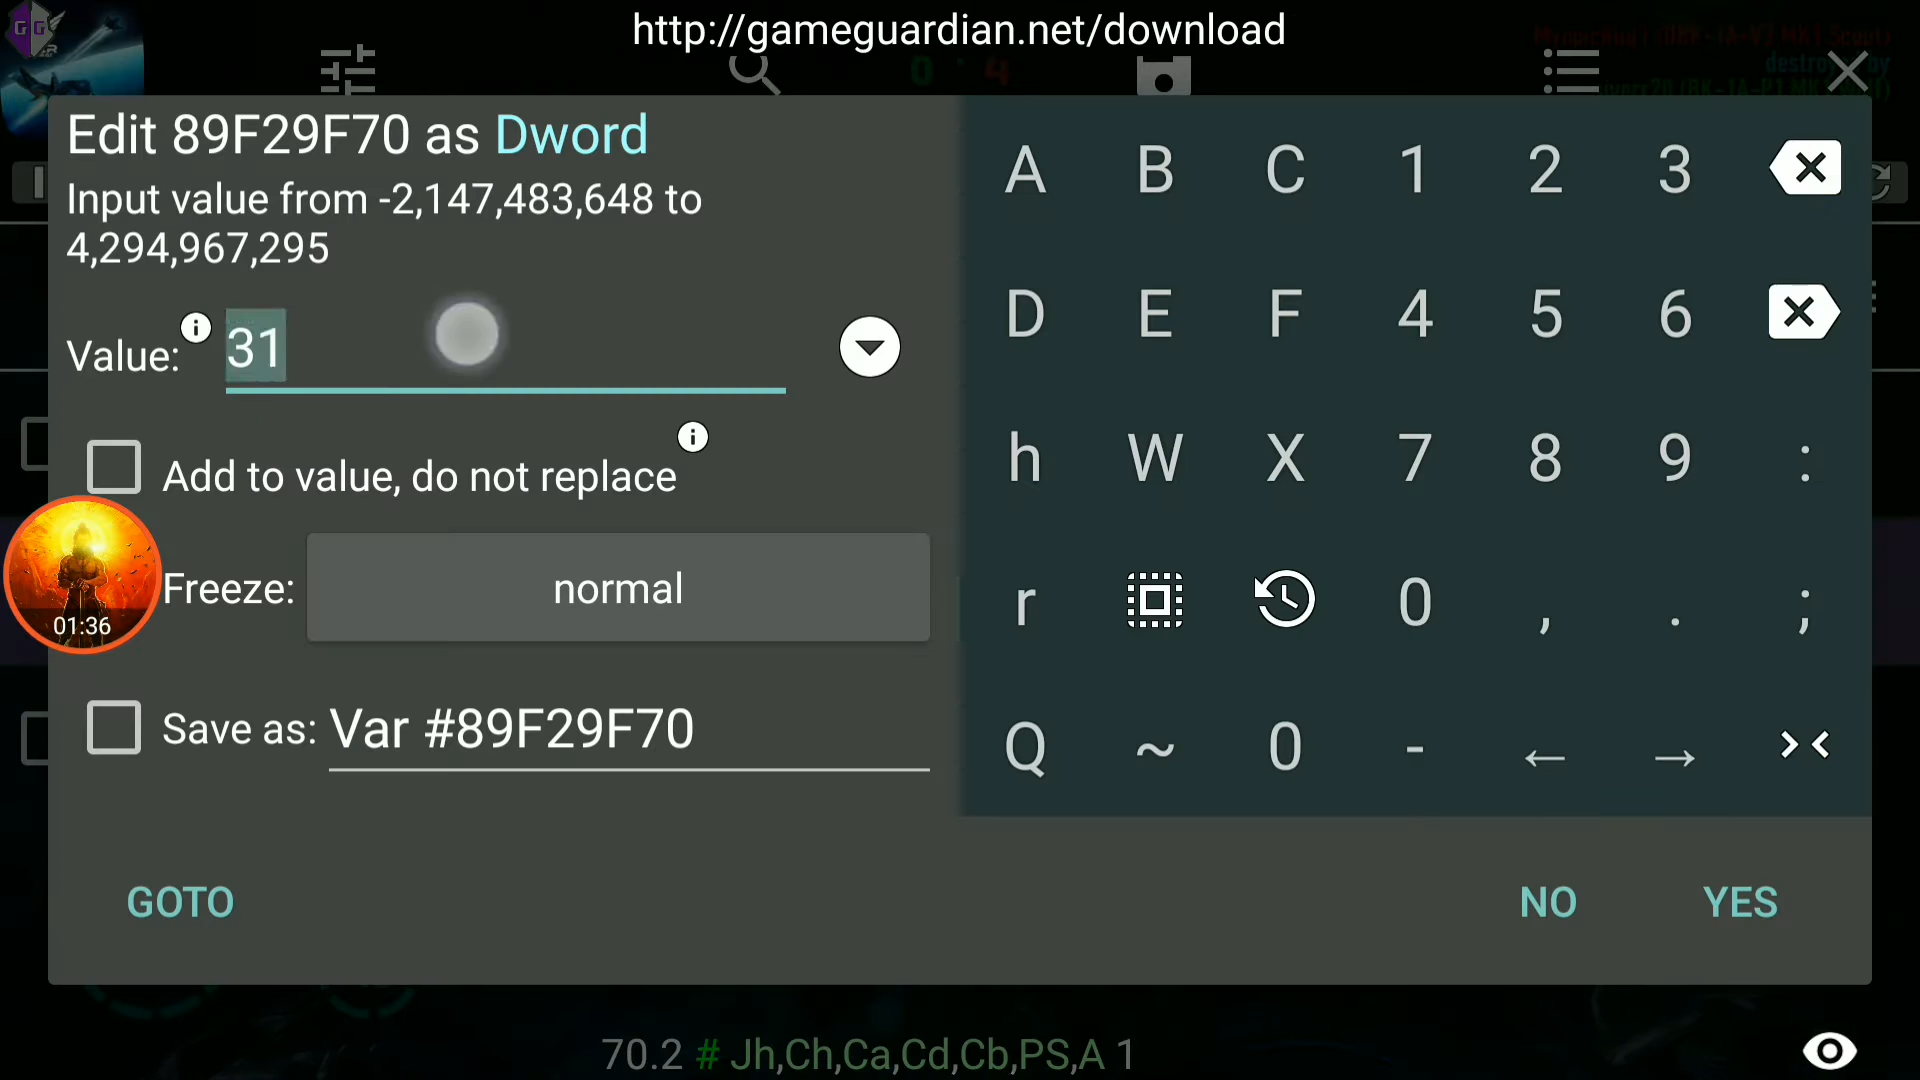 http://gameguardian.net/download
0 : 4
Edit 89F29F70 as Dword
Input value from -2,147,483,648 to
4,294,967,295
Value: 31
Add to value, do not replace
Freeze: normal
01:36
Save as: Var #89F29F70
A B C 1 2 3
D E F 4 5 6
h W X 7 8 9 :
r 0 , . ;
Q ~ 0 - ← →
GOTO
NO
YES
70.2 # Jh,Ch,Ca,Cd,Cb,PS,A 1